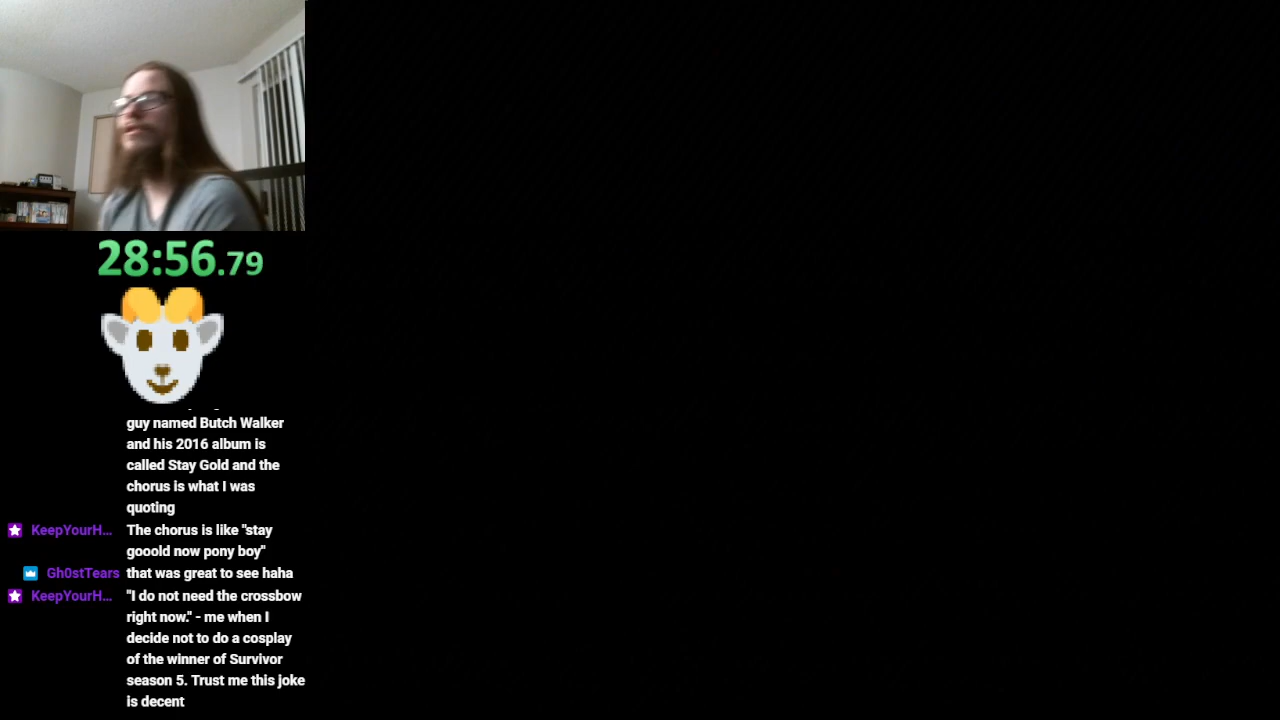 28:56.79
guy named Butch Walker
and his 2016 album is
called Stay Gold and the
chorus is what I was
quoting
KeepYourH... The chorus is like "stay
gooold now pony boy"
Gh0stTears that was great to see haha
KeepYourH... "I do not need the crossbow
right now." - me when I
decide not to do a cosplay
of the winner of Survivor
season 5. Trust me this joke
is decent